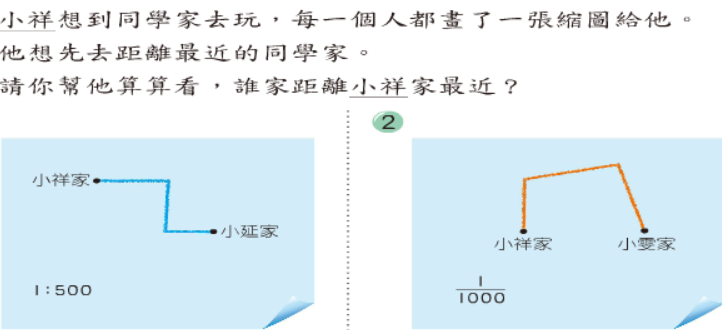 小祥想到同學家去玩，每一個人都畫了一張縮圖給他。
他想先去距離最近的同學家。
請你幫他算算看，誰家距離小祥家最近？
2
小祥家
小延家
1:500
小祥家
小雯家
1
1000